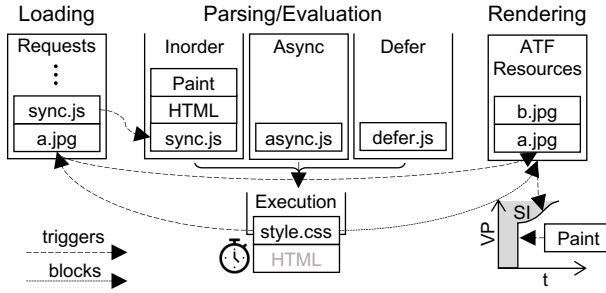 Loading
Parsing/Evaluation
Rendering
Requests
Inorder
Async
Defer
ATF
Resources
⋮
Paint
HTML
sync.js
sync.js
a.jpg
async.js
defer.js
b.jpg
a.jpg
Execution
style.css
HTML
triggers
blocks
SI
VP
Paint
t